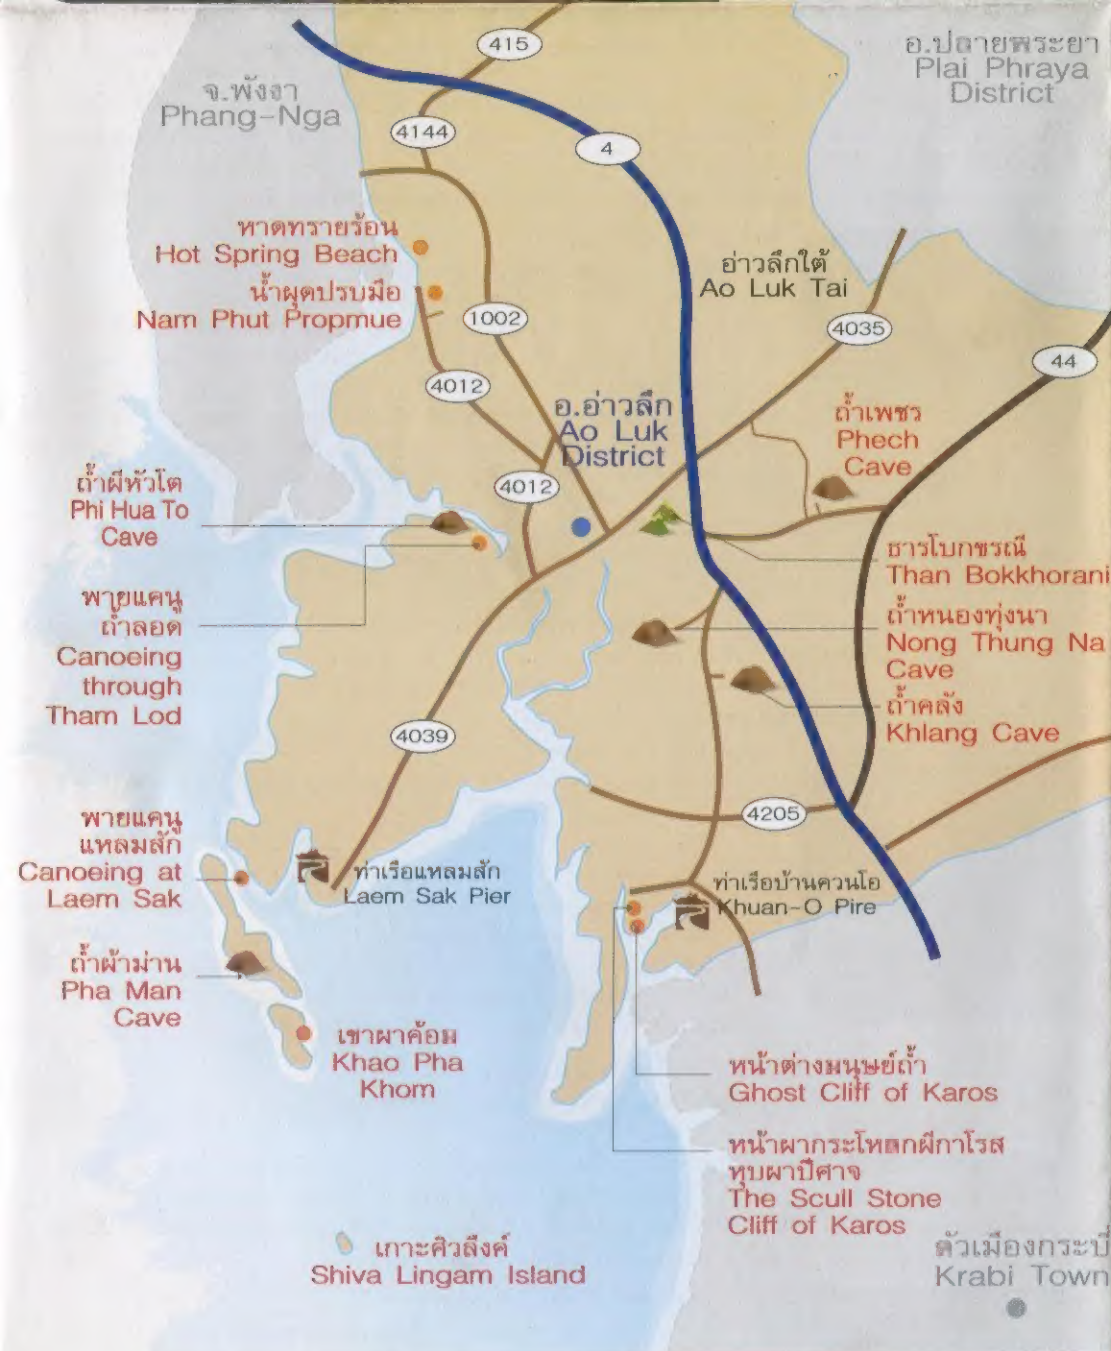 415
อ.ปลายพระยา
Plai Phraya
District
จ.พังงา
Phang-Nga
4144
4
หาดทรายร้อน
Hot Spring Beach
อ่าวลึกใต้
Ao Luk Tai
น้ำผุดปรบมือ
Nam Phut Propmue
1002
4035
44
4012
อ.อ่าวลึก
Ao Luk
District
ถ้ำเพชร
Phech
Cave
ถ้ำผีหัวโต
Phi Hua To
Cave
4012
ธารโบกขรณี
Than Bokkhorani
พายแคนู
ถ้ำลอด
Canoeing
through
Tham Lod
ถ้ำหนองทุ่งนา
Nong Thung Na
Cave
ถ้ำคลัง
Khlang Cave
4039
4205
พายแคนู
แหลมสัก
Canoeing at
Laem Sak
ท่าเรือแหลมสัก
Laem Sak Pier
ท่าเรือบ้านควนโอ
Khuan-O Pire
ถ้ำผ้าม่าน
Pha Man
Cave
เขาผาค้อม
Khao Pha
Khom
หน้าต่างมนุษย์ถ้ำ
Ghost Cliff of Karos
หน้าผากระโหลกผีกาโรส
หุบผาปีศาจ
The Scull Stone
Cliff of Karos
เกาะศิวลึงค์
Shiva Lingam Island
ตัวเมืองกระบี่
Krabi Town